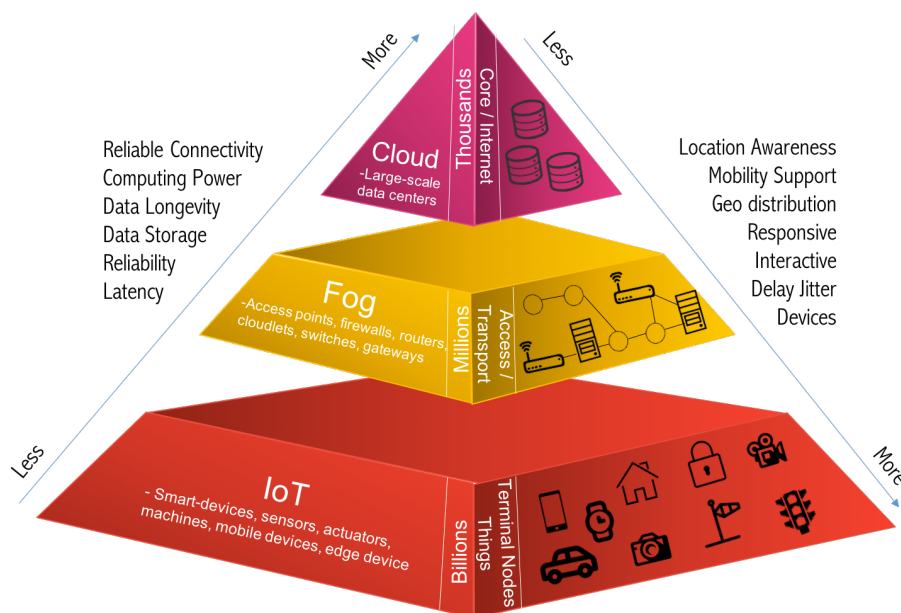 More
Less
Reliable Connectivity
Computing Power
Data Longevity
Data Storage
Reliability
Latency
Cloud
-Large-scale
data centers
Thousands
Core / Internet
Location Awareness
Mobility Support
Geo distribution
Responsive
Interactive
Delay Jitter
Devices
Fog
-Access points, firewalls, routers,
cloudlets, switches, gateways
Millions
Access /
Transport
Less
More
IoT
- Smart-devices, sensors, actuators,
machines, mobile devices, edge device
Billions
Terminal Nodes
Things